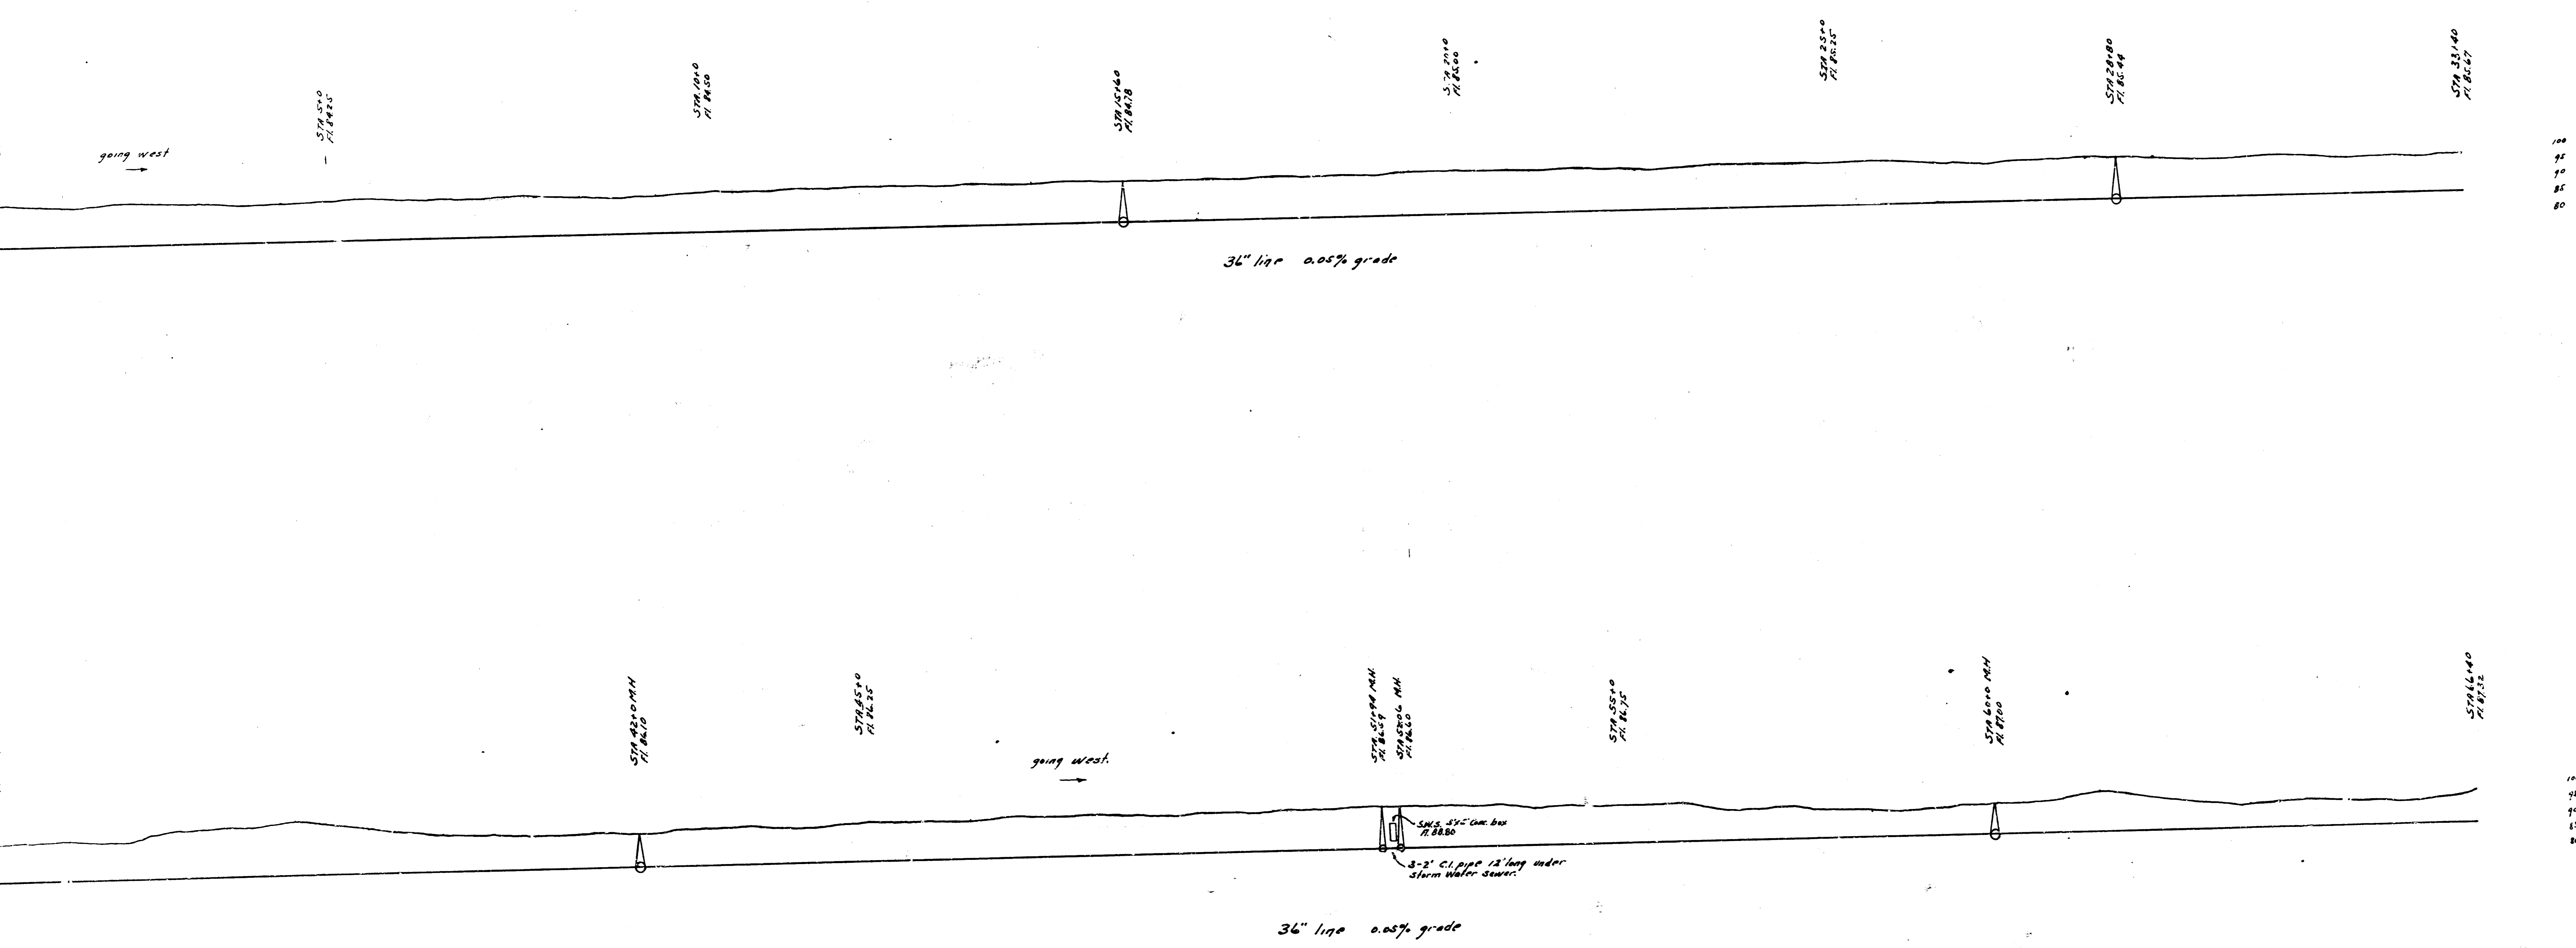 STA 5+0
Fl. 84.25
STA. 10+0
Fl. 84.50
STA 15+60
Fl. 84.78
STA 20+0
Fl. 85.00
STA 25+0
Fl. 85.25
STA 28+80
Fl. 85.44
STA 33+40
Fl. 85.67
going west
100
95
90
85
80
36" line 0.05% grade
STA 42+0 M.H
Fl. 86.10
STA 45+0
Fl. 86.25
STA. 51+94 M.H.
Fl. 86.59
STA 52+06 M.H.
Fl. 86.60
STA 55+0
Fl. 86.75
STA 60+0 M.H
Fl. 87.00
STA 66+40
Fl. 87.32
going west.
S.W.S. Conc. box
Fl. 88.80
3-2' C.I. pipe 12' long under
Storm Water Sewer.
36" line 0.05% grade